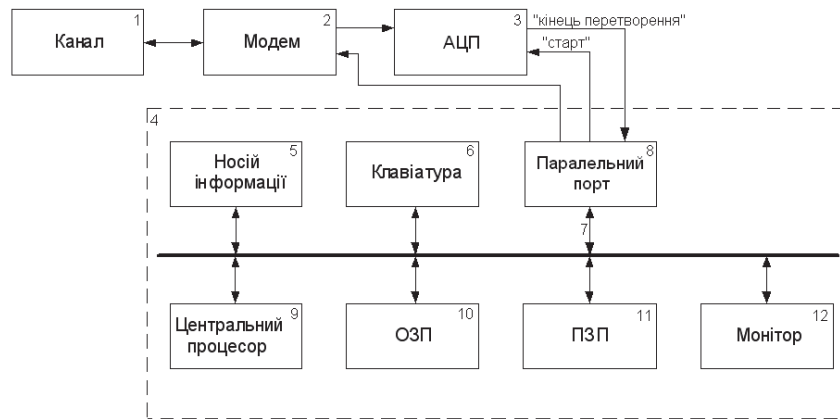 1
Канал
2
Модем
3
АЦП
"кінець перетворення"
"старт"
4
5
Носій
інформації
6
Клавіатура
8
Паралельний
порт
7
9
Центральний
процесор
10
ОЗП
11
ПЗП
12
Монітор